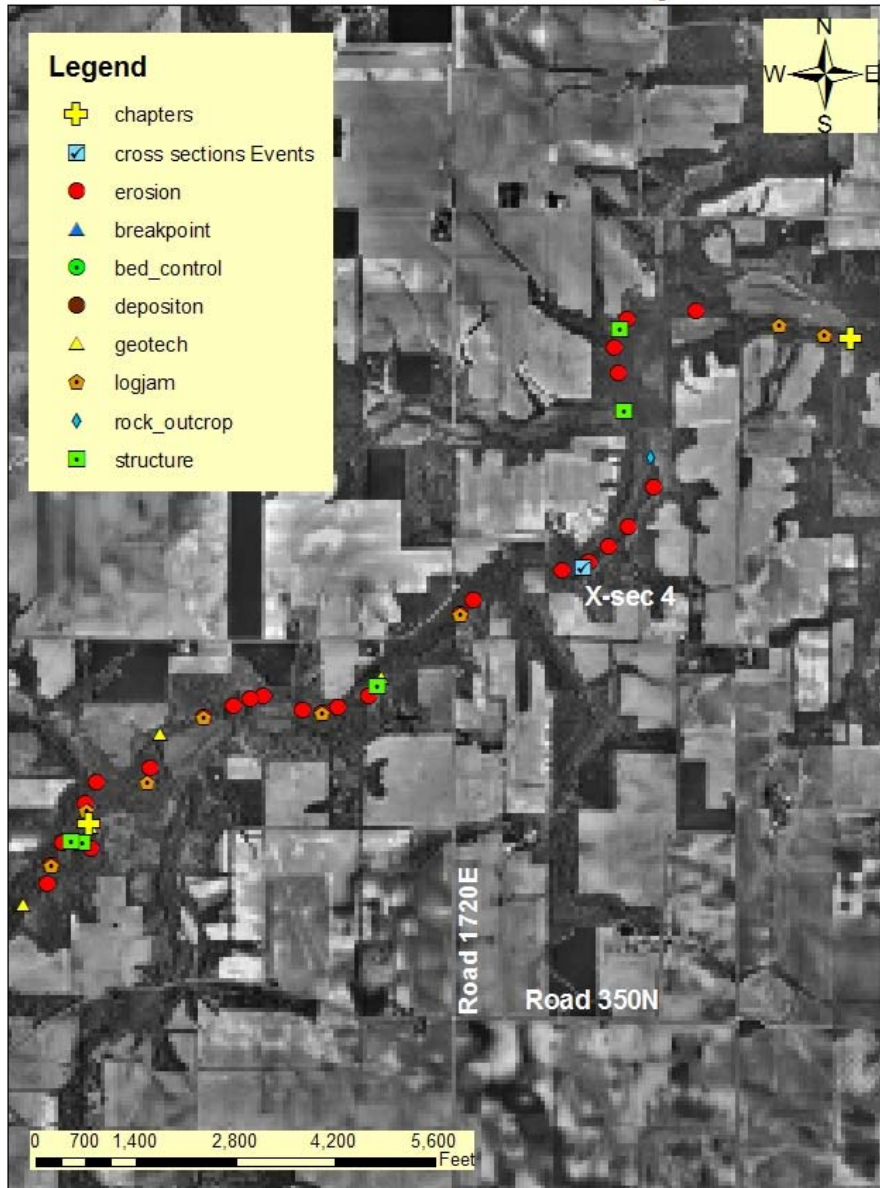 N
W E
S
Legend
chapters
cross sections Events
erosion
breakpoint
bed_control
depositon
geotech
logjam
rock_outcrop
structure
X-sec 4
Road 1720E
Road 350N
0 700 1,400 2,800 4,200 5,600
Feet